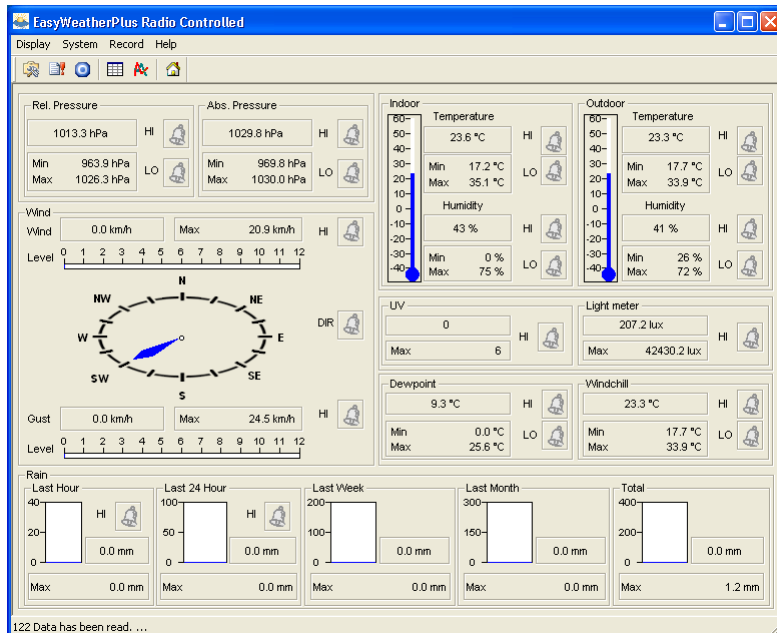 EasyWeatherPlus Radio Controlled
Display System Record Help
Rel. Pressure
1013.3 hPa HI
Min 963.9 hPa LO
Max 1026.3 hPa
Abs. Pressure
1029.8 hPa HI
Min 969.8 hPa LO
Max 1030.0 hPa
Indoor
60-
50-
40-
30-
20-
10-
0-
-10-
-20-
-30-
-40-
Temperature
23.6 °C HI
Min 17.2 °C LO
Max 35.1 °C
Humidity
43 % HI
Min 0 % LO
Max 75 %
Outdoor
60-
50-
40-
30-
20-
10-
0-
-10-
-20-
-30-
-40-
Temperature
23.3 °C HI
Min 17.7 °C LO
Max 33.9 °C
Humidity
41 % HI
Min 26 % LO
Max 72 %
Wind
Wind 0.0 km/h Max 20.9 km/h HI
Level 0 1 2 3 4 5 6 7 8 9 10 11 12
N
NW NE
W E
SW SE
S
DIR
Gust 0.0 km/h Max 24.5 km/h HI
Level 0 1 2 3 4 5 6 7 8 9 10 11 12
UV
0 HI
Max 6
Light meter
207.2 lux HI
Max 42430.2 lux
Dewpoint
9.3 °C HI
Min 0.0 °C LO
Max 25.6 °C
Windchill
23.3 °C HI
Min 17.7 °C LO
Max 33.9 °C
Rain
Last Hour
40-
20-
0-
HI
0.0 mm
Max 0.0 mm
Last 24 Hour
100-
50-
0-
HI
0.0 mm
Max 0.0 mm
Last Week
200-
100-
0-
0.0 mm
Max 0.0 mm
Last Month
300-
150-
0-
0.0 mm
Max 0.0 mm
Total
400-
200-
0-
0.0 mm
Max 1.2 mm
122 Data has been read. ...